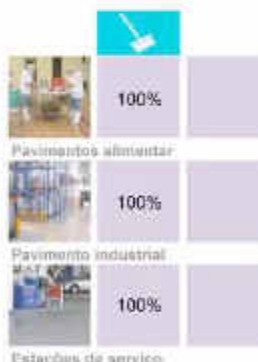 100%
Pavimentos alimentar
100%
Pavimento industrial
100%
Estações de serviço